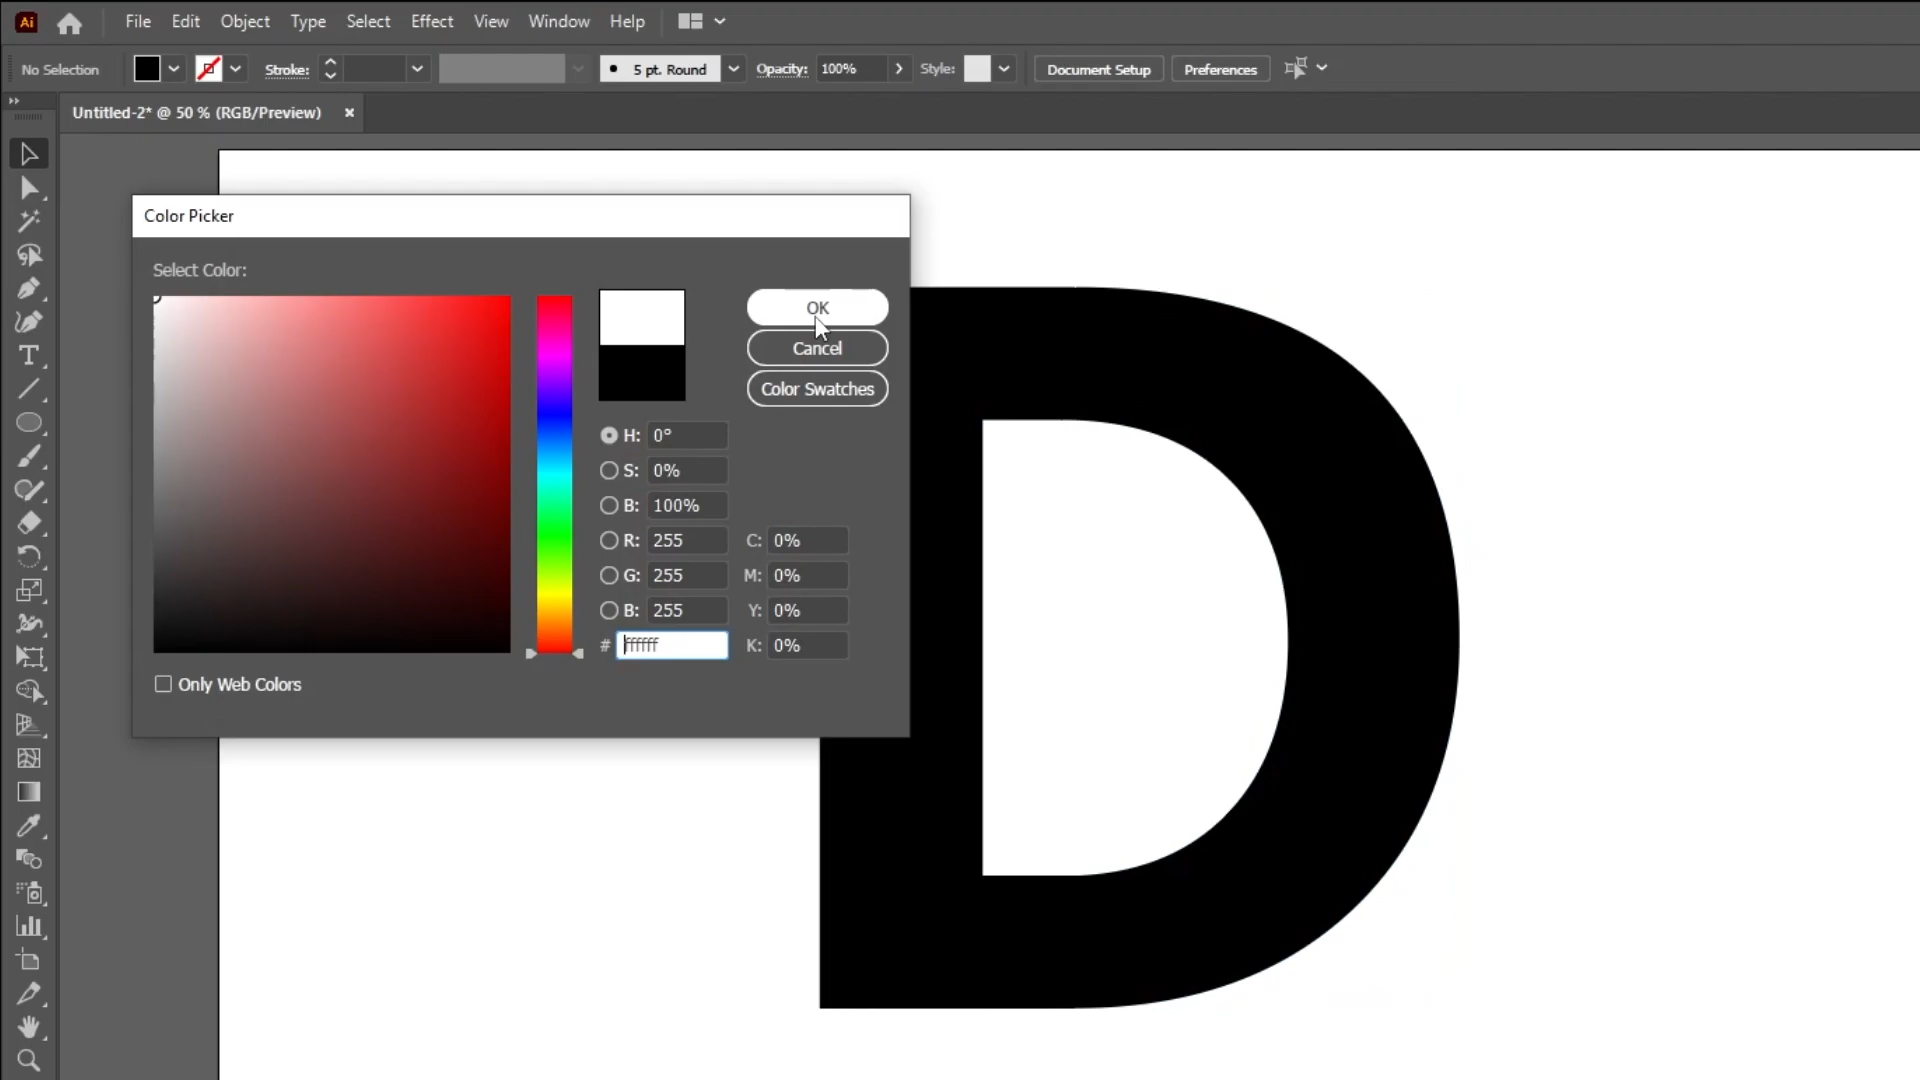 Ai File Edit Object Type Select Effect View Window Help
No Selection Stroke: 5 pt. Round Opacity: 100% Style: Document Setup Preferences
Untitled-2* @ 50 % (RGB/Preview) ×
Color Picker
Select Color:
OK
Cancel
Color Swatches
H: 0°
S: 0%
B: 100%
R: 255 C: 0%
G: 255 M: 0%
B: 255 Y: 0%
# ffffff K: 0%
Only Web Colors
D